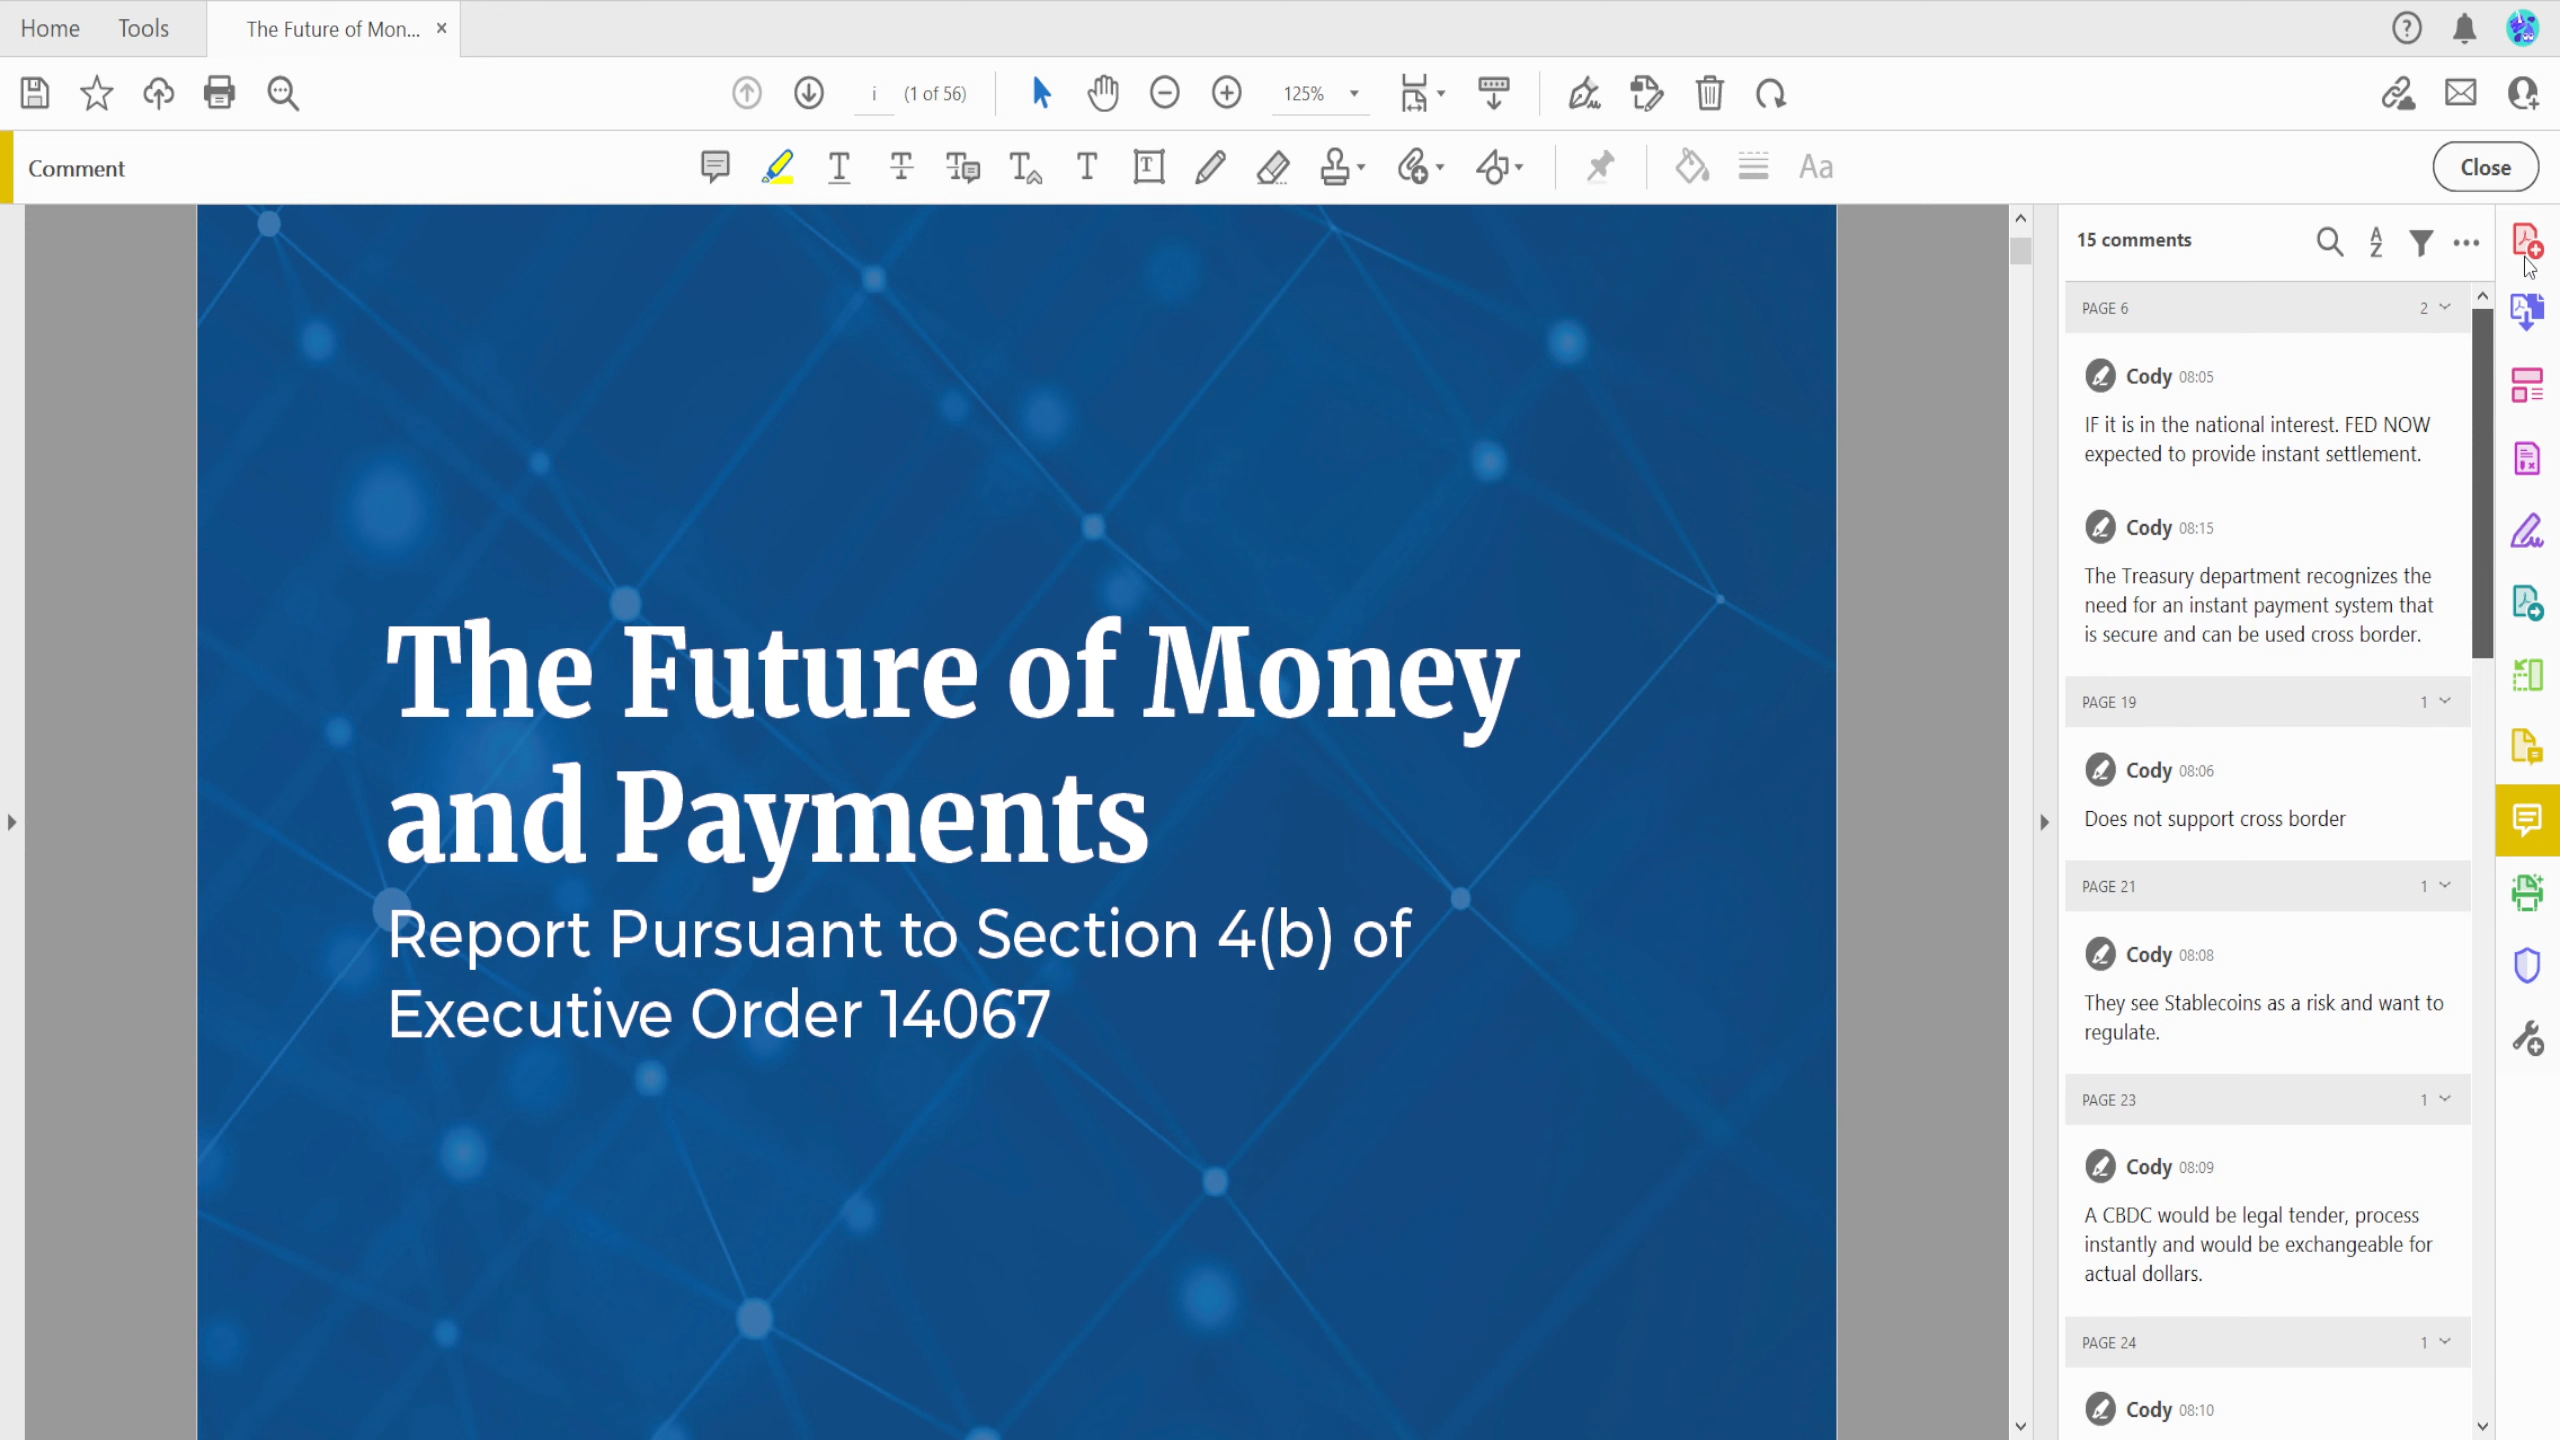 Home
Tools
The Future of Mon...
i
(1 of 56)
125%
Comment
Aa
Close
The Future of Money
and Payments
Report Pursuant to Section 4(b) of
Executive Order 14067
15 comments
PAGE 6 2
Cody 08:05
IF it is in the national interest. FED NOW
expected to provide instant settlement.
Cody 08:15
The Treasury department recognizes the
need for an instant payment system that
is secure and can be used cross border.
PAGE 19 1
Cody 08:06
Does not support cross border
PAGE 21 1
Cody 08:08
They see Stablecoins as a risk and want to
regulate.
PAGE 23 1
Cody 08:09
A CBDC would be legal tender, process
instantly and would be exchangeable for
actual dollars.
PAGE 24 1
Cody 08:10